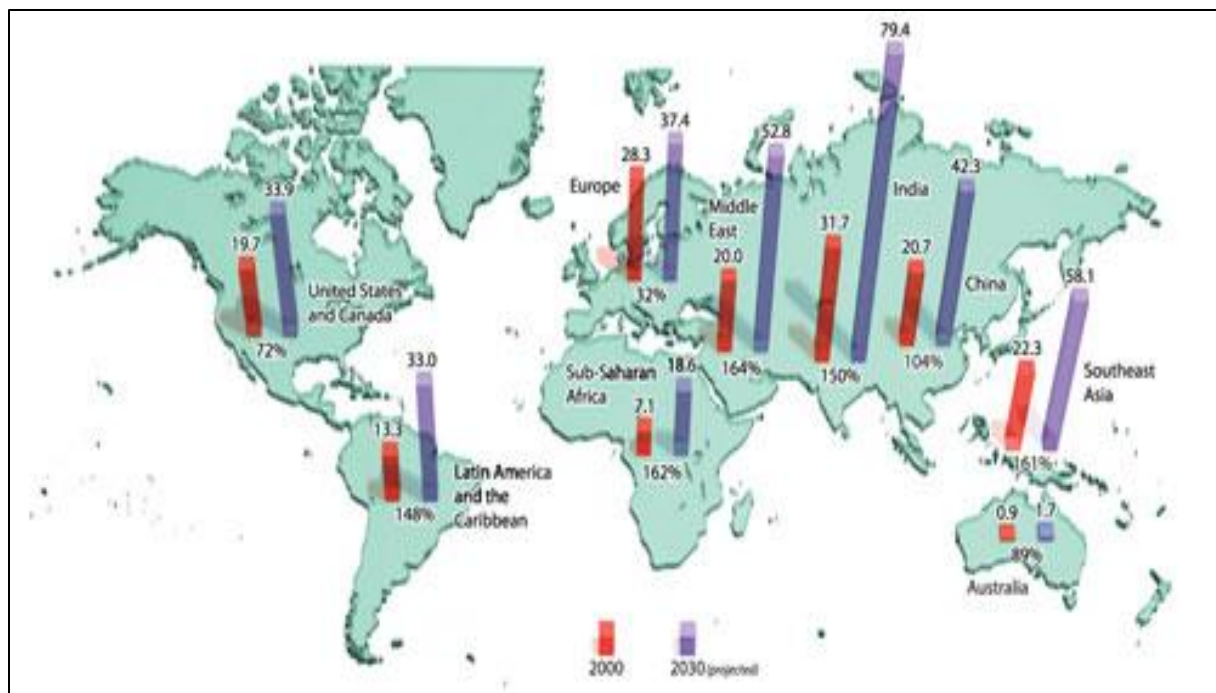 79.4
37.4
52.8
28.3
42.3
Europe
33.9
Middle
East
India
31.7
19.7
20.0
20.7
58.1
United States
and Canada
32%
China
72%
164%
150%
104%
22.3
33.0
Sub-Saharan
Africa
18.6
Southeast
Asia
7.1
13.3
162%
161%
Latin America
and the
Caribbean
148%
0.9
1.7
89%
Australia
2000
2030 (projected)